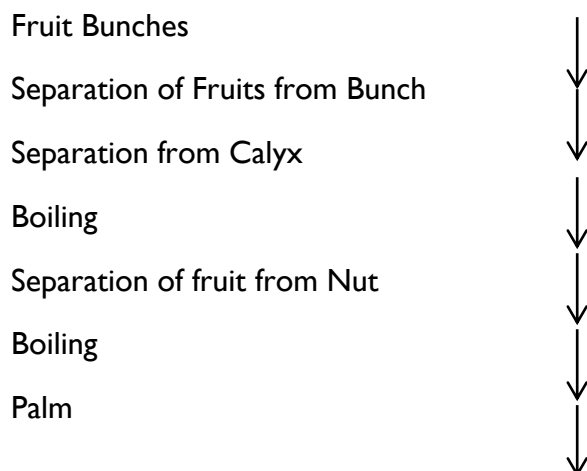 Fruit Bunches
Separation of Fruits from Bunch
Separation from Calyx
Boiling
Separation of fruit from Nut
Boiling
Palm